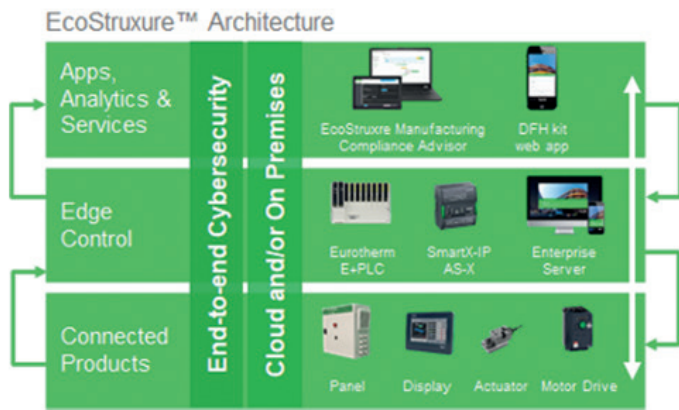 EcoStruxure™ Architecture
Apps,
Analytics &
Services
End-to-end Cybersecurity
Cloud and/or On Premises
EcoStruxre Manufacturing
Compliance Advisor
DFH kit
web app
Edge
Control
Eurotherm
E+PLC
SmartX-IP
AS-X
Enterprise
Server
Connected
Products
Panel
Display
Actuator
Motor Drive